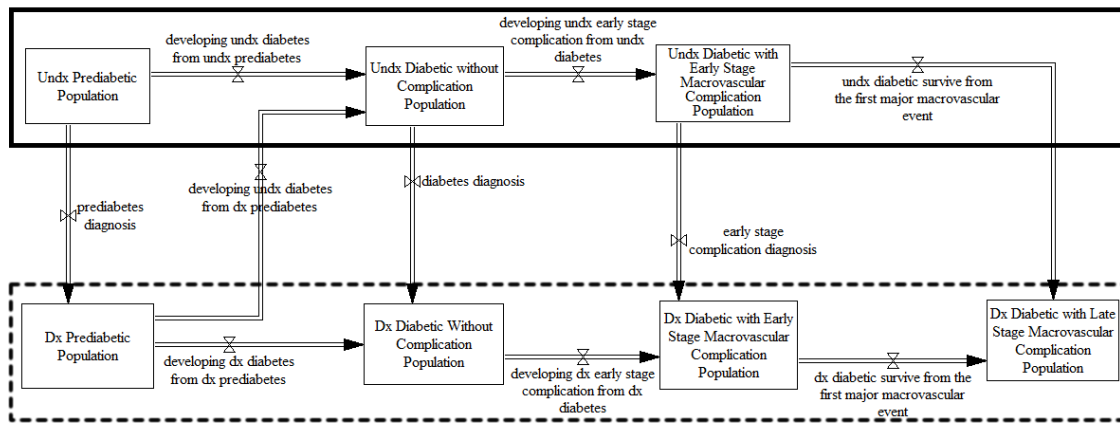 Undx Prediabetic
Population
developing undx diabetes
from undx prediabetes
Undx Diabetic without
Complication
Population
developing undx early stage
complication from undx
diabetes
Undx Diabetic with
Early Stage
Macrovascular
Complication
Population
undx diabetic survive from
the first major macrovascular
event
prediabetes
diagnosis
developing undx diabetes
from dx prediabetes
diabetes diagnosis
early stage
complication diagnosis
Dx Prediabetic
Population
developing dx diabetes
from dx prediabetes
Dx Diabetic Without
Complication
Population
developing dx early stage
complication from dx
diabetes
Dx Diabetic with Early
Stage Macrovascular
Complication
Population
dx diabetic survive from the
first major macrovascular
event
Dx Diabetic with Late
Stage Macrovascular
Complication
Population